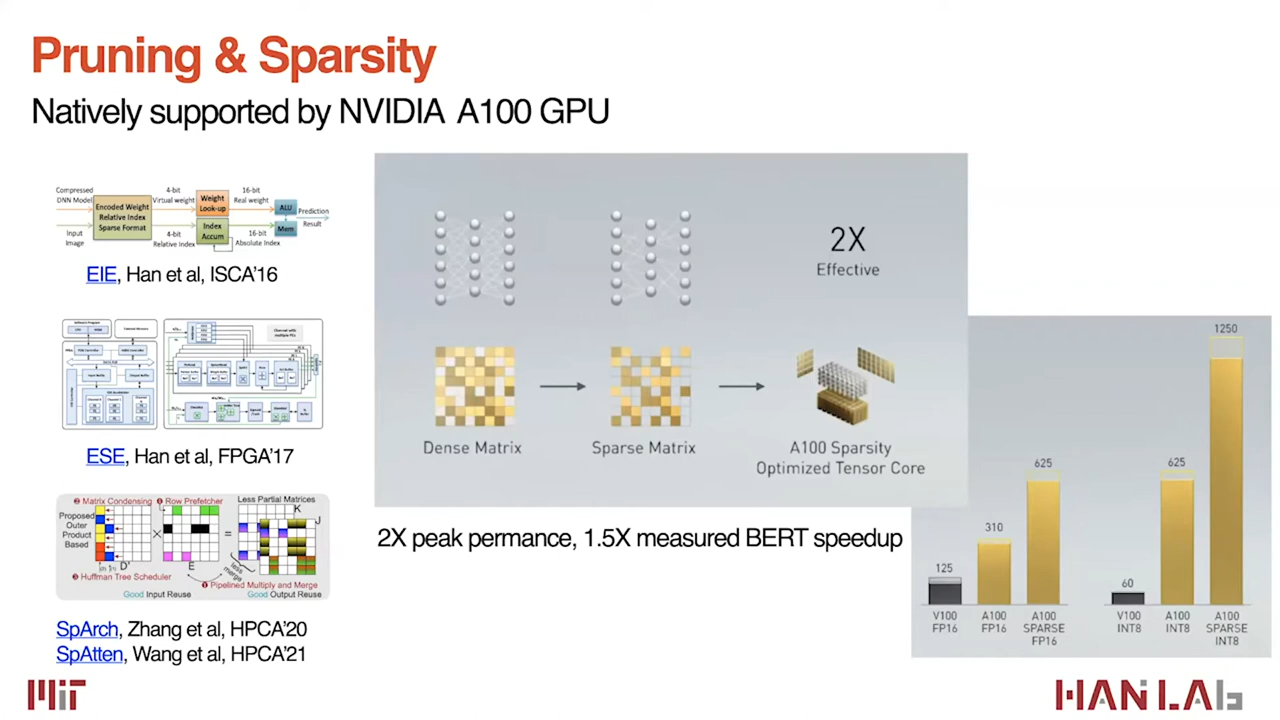 Pruning & Sparsity
Natively supported by NVIDIA A100 GPU
Compressed
DNN Model
Encoded Weight
Relative Index
Sparse Format
4-bit
Virtual weight
Weight
Look-up
16-bit
Real weight
ALU
Prediction
Result
Mem
Input
Image
4-bit
Relative Index
Index
Accum
16-bit
Absolute Index
EIE, Han et al, ISCA'16
ESE, Han et al, FPGA'17
② Matrix Condensing
④ Row Prefetcher
Less Partial Matrices
Proposed
Outer
Product
Based
K
J
D'
E
less
merge
③ Huffman Tree Scheduler
① Pipelined Multiply and Merge
Good Input Reuse
Good Output Reuse
SpArch, Zhang et al, HPCA'20
SpAtten, Wang et al, HPCA'21
2X
Effective
Dense Matrix
Sparse Matrix
A100 Sparsity
Optimized Tensor Core
2X peak permance, 1.5X measured BERT speedup
125
310
625
60
625
1250
V100
FP16
A100
FP16
A100
SPARSE
FP16
V100
INT8
A100
INT8
A100
SPARSE
INT8
MIT
HAN LAB